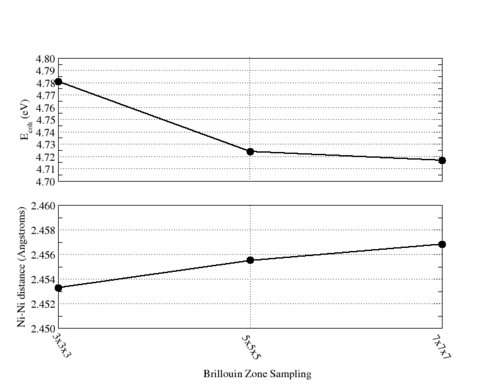 4.80
4.79
4.78
4.77
4.76
4.75
4.74
4.73
4.72
4.71
4.70
E_coh (eV)
2.460
2.458
2.456
2.454
2.452
2.450
Ni-Ni distance (Angstroms)
3x3x3
5x5x5
7x7x7
Brillouin Zone Sampling